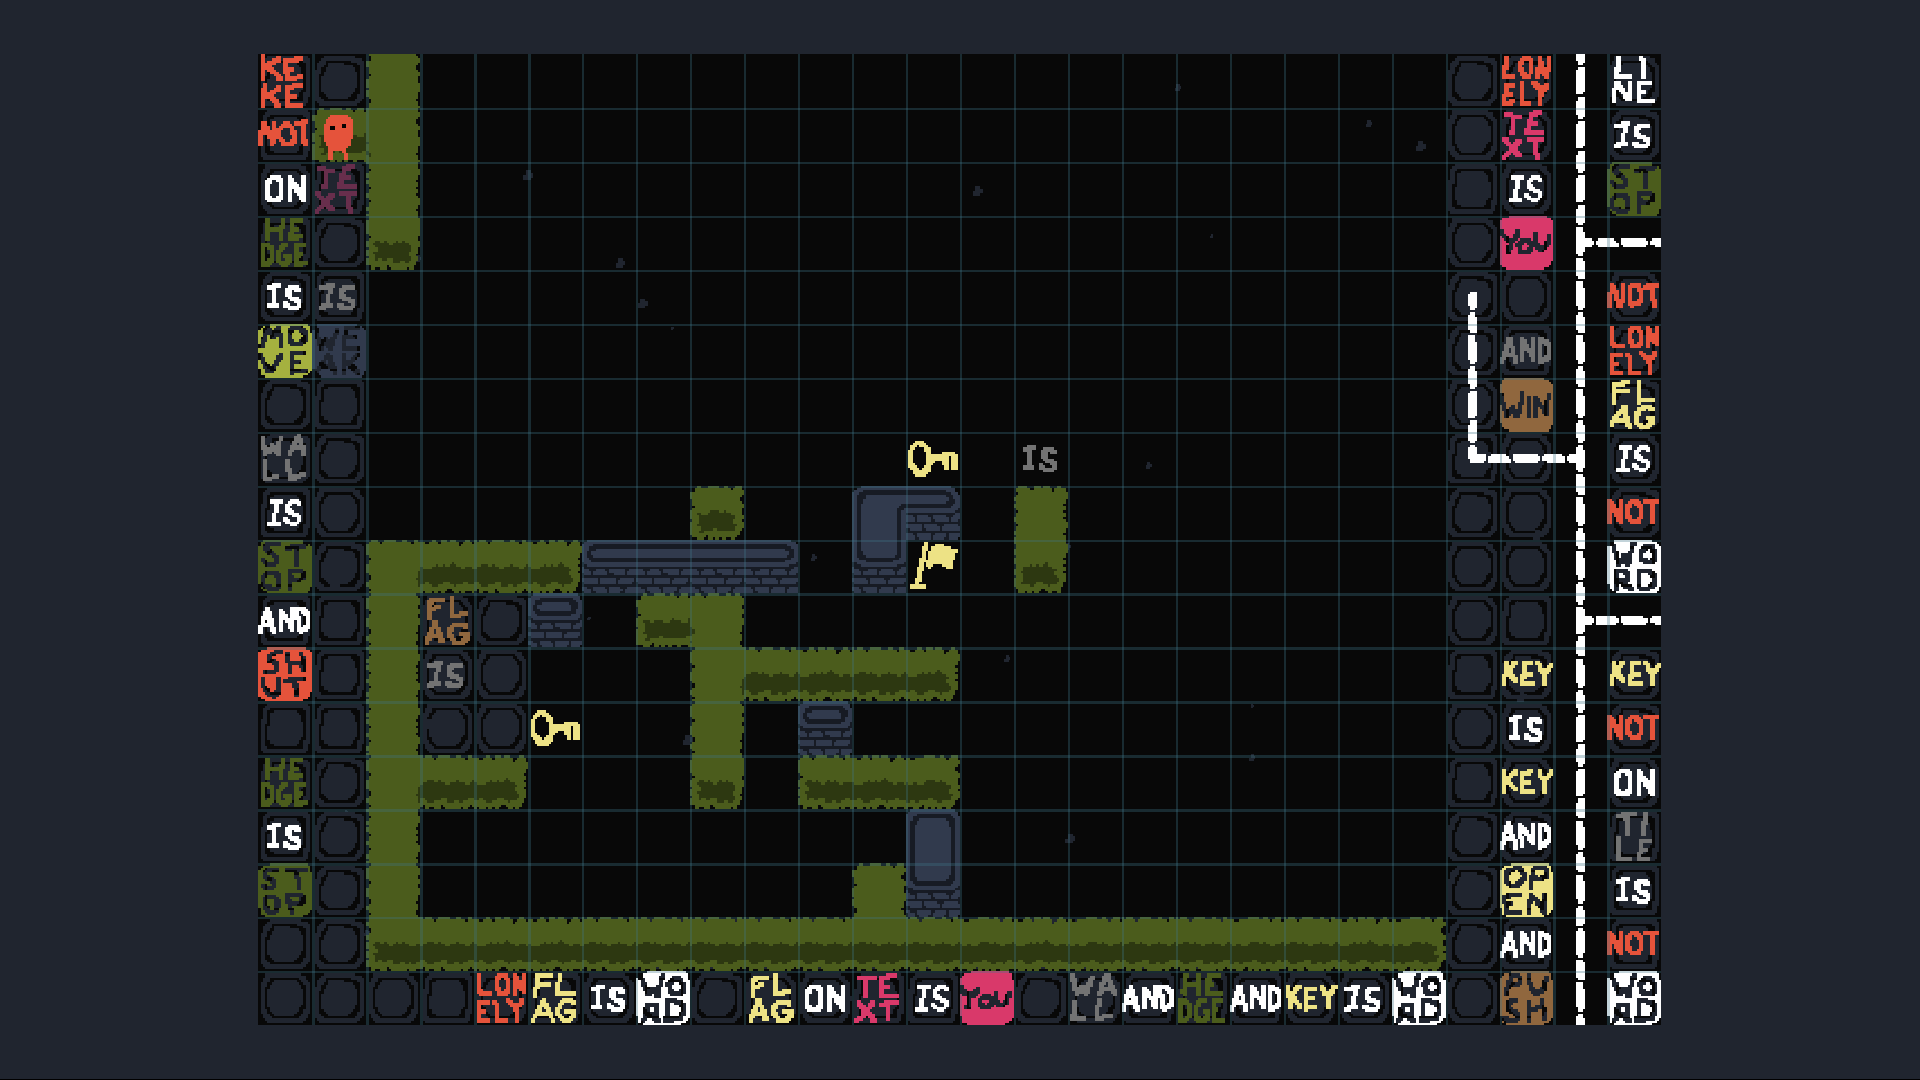 KEKE NOT ON HEDGE IS MOVE
TEXT IS WEAK
WALL IS STOP AND SHUT
HEDGE IS STOP
FLAG IS
IS
LONELY FLAG IS WORD
FLAG ON TEXT IS YOU
WALL AND HEDGE AND KEY IS WORD
LONELY TEXT IS YOU
AND WIN
KEY IS KEY AND OPEN AND PUSH
LINE IS STOP
NOT LONELY FLAG IS NOT WORD
KEY NOT ON TILE IS NOT WORD